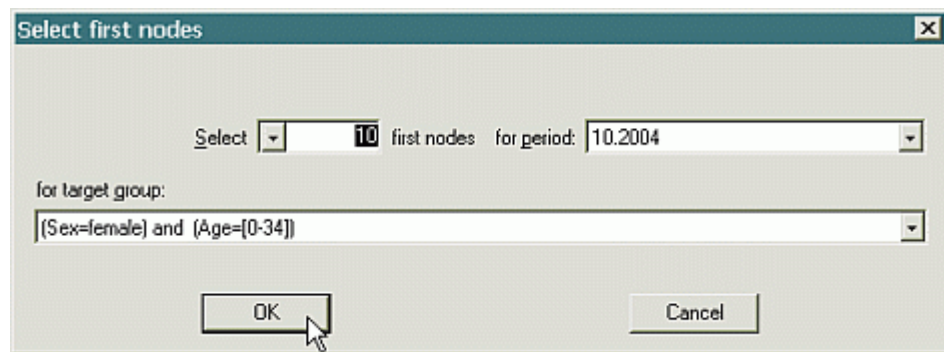 Select first nodes
Select 10 first nodes for period: 10.2004
for target group:
(Sex=female) and (Age=[0-34])
OK Cancel